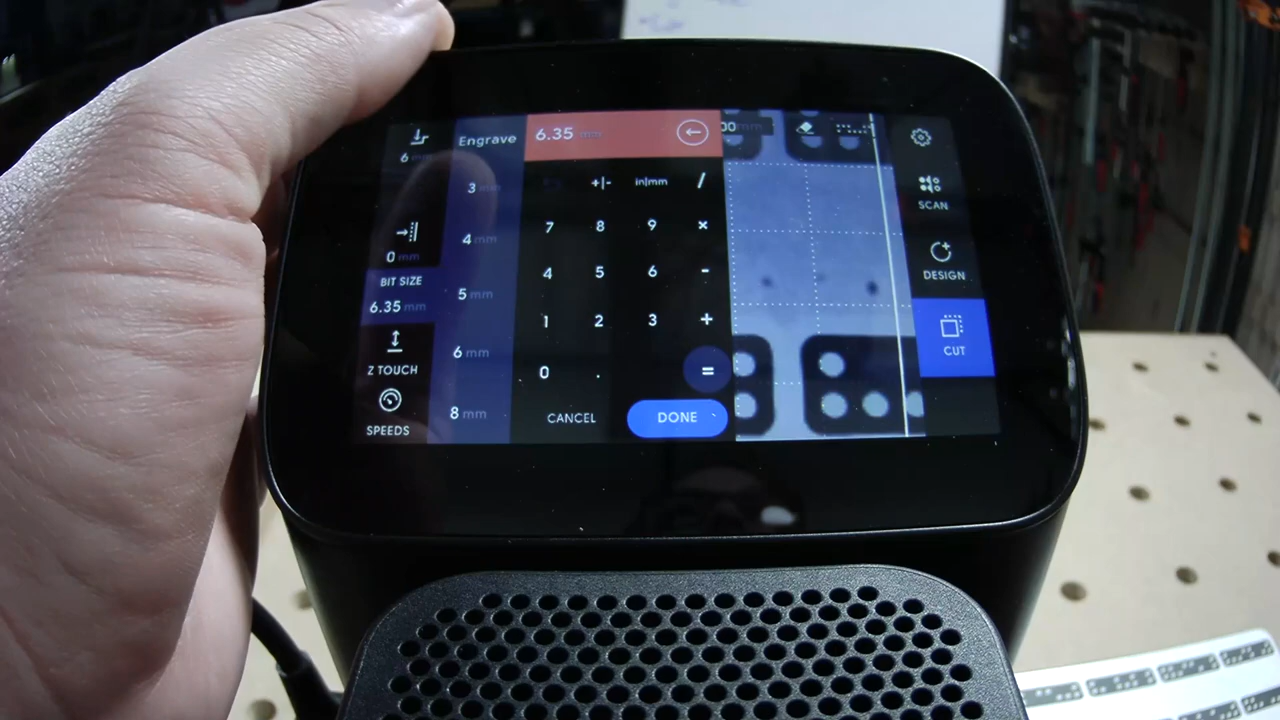 6
0 mm
BIT SIZE
6.35 mm
Z TOUCH
SPEEDS
Engrave
3 mm
4 mm
5 mm
6 mm
8 mm
6.35 mm
+|- in|mm /
7 8 9 ×
4 5 6 -
1 2 3 +
0 . =
CANCEL DONE
00 mm
SCAN
DESIGN
CUT